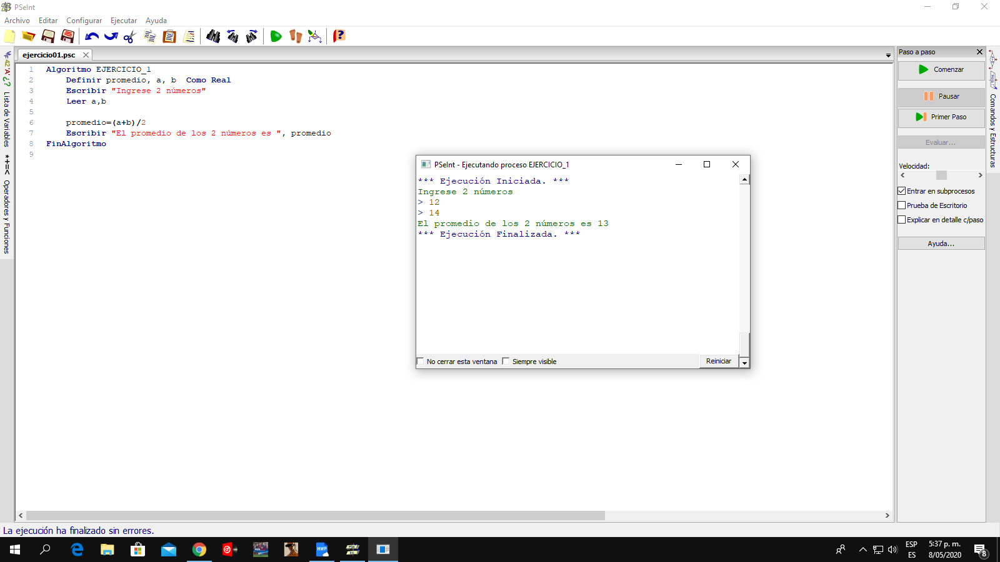 PSeInt
Archivo Editar Configurar Ejecutar Ayuda
ejercicio01.psc
1 Algoritmo EJERCICIO_1
2 Definir promedio, a, b Como Real
3 Escribir "Ingrese 2 números"
4 Leer a,b
5
6 promedio=(a+b)/2
7 Escribir "El promedio de los 2 números es ", promedio
8 FinAlgoritmo
9
Lista de Variables
*+=< Operadores y Funciones
PSeInt - Ejecutando proceso EJERCICIO_1
*** Ejecución Iniciada. ***
Ingrese 2 números
> 12
> 14
El promedio de los 2 números es 13
*** Ejecución Finalizada. ***
No cerrar esta ventana Siempre visible Reiniciar
Paso a paso
Comenzar
Pausar
Primer Paso
Evaluar...
Velocidad:
Entrar en subprocesos
Prueba de Escritorio
Explicar en detalle c/paso
Ayuda...
Comandos y Estructuras
La ejecución ha finalizado sin errores.
ESP
ES
5:37 p. m.
8/05/2020
8